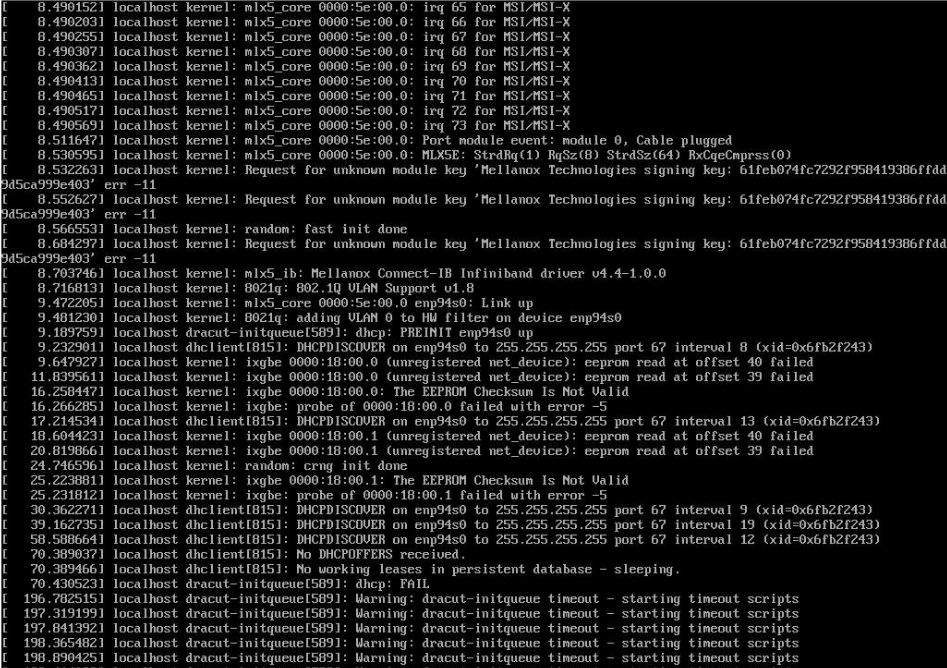 [    8.490152] localhost kernel: mlx5_core 0000:5e:00.0: irq 65 for MSI/MSI-X
[    8.490203] localhost kernel: mlx5_core 0000:5e:00.0: irq 66 for MSI/MSI-X
[    8.490255] localhost kernel: mlx5_core 0000:5e:00.0: irq 67 for MSI/MSI-X
[    8.490307] localhost kernel: mlx5_core 0000:5e:00.0: irq 68 for MSI/MSI-X
[    8.490362] localhost kernel: mlx5_core 0000:5e:00.0: irq 69 for MSI/MSI-X
[    8.490413] localhost kernel: mlx5_core 0000:5e:00.0: irq 70 for MSI/MSI-X
[    8.490465] localhost kernel: mlx5_core 0000:5e:00.0: irq 71 for MSI/MSI-X
[    8.490517] localhost kernel: mlx5_core 0000:5e:00.0: irq 72 for MSI/MSI-X
[    8.490569] localhost kernel: mlx5_core 0000:5e:00.0: irq 73 for MSI/MSI-X
[    8.511647] localhost kernel: mlx5_core 0000:5e:00.0: Port module event: module 0, Cable plugged
[    8.530595] localhost kernel: mlx5_core 0000:5e:00.0: MLX5E: StrdRq(1) RqSz(8) StrdSz(64) RxCqeCmprss(0)
[    8.532263] localhost kernel: Request for unknown module key 'Mellanox Technologies signing key: 61feb074fc7292f958419386ffdd
9d5ca999e403' err -11
[    8.552627] localhost kernel: Request for unknown module key 'Mellanox Technologies signing key: 61feb074fc7292f958419386ffdd
9d5ca999e403' err -11
[    8.566553] localhost kernel: random: fast init done
[    8.684297] localhost kernel: Request for unknown module key 'Mellanox Technologies signing key: 61feb074fc7292f958419386ffdd
9d5ca999e403' err -11
[    8.703746] localhost kernel: mlx5_ib: Mellanox Connect-IB Infiniband driver v4.4-1.0.0
[    8.716813] localhost kernel: 8021q: 802.1Q VLAN Support v1.8
[    9.472205] localhost kernel: mlx5_core 0000:5e:00.0 enp94s0: Link up
[    9.481230] localhost kernel: 8021q: adding VLAN 0 to HW filter on device enp94s0
[    9.189759] localhost dracut-initqueue[589]: dhcp: PREINIT enp94s0 up
[    9.232901] localhost dhclient[815]: DHCPDISCOVER on enp94s0 to 255.255.255.255 port 67 interval 8 (xid=0x6fb2f243)
[    9.647927] localhost kernel: ixgbe 0000:18:00.0 (unregistered net_device): eeprom read at offset 40 failed
[   11.839561] localhost kernel: ixgbe 0000:18:00.0 (unregistered net_device): eeprom read at offset 39 failed
[   16.258447] localhost kernel: ixgbe 0000:18:00.0: The EEPROM Checksum Is Not Valid
[   16.266285] localhost kernel: ixgbe: probe of 0000:18:00.0 failed with error -5
[   17.214534] localhost dhclient[815]: DHCPDISCOVER on enp94s0 to 255.255.255.255 port 67 interval 13 (xid=0x6fb2f243)
[   18.604423] localhost kernel: ixgbe 0000:18:00.1 (unregistered net_device): eeprom read at offset 40 failed
[   20.819866] localhost kernel: ixgbe 0000:18:00.1 (unregistered net_device): eeprom read at offset 39 failed
[   24.746596] localhost kernel: random: crng init done
[   25.223881] localhost kernel: ixgbe 0000:18:00.1: The EEPROM Checksum Is Not Valid
[   25.231812] localhost kernel: ixgbe: probe of 0000:18:00.1 failed with error -5
[   30.362271] localhost dhclient[815]: DHCPDISCOVER on enp94s0 to 255.255.255.255 port 67 interval 9 (xid=0x6fb2f243)
[   39.162735] localhost dhclient[815]: DHCPDISCOVER on enp94s0 to 255.255.255.255 port 67 interval 19 (xid=0x6fb2f243)
[   58.588664] localhost dhclient[815]: DHCPDISCOVER on enp94s0 to 255.255.255.255 port 67 interval 12 (xid=0x6fb2f243)
[   70.389037] localhost dhclient[815]: No DHCPOFFERS received.
[   70.389466] localhost dhclient[815]: No working leases in persistent database - sleeping.
[   70.430523] localhost dracut-initqueue[589]: dhcp: FAIL
[  196.782515] localhost dracut-initqueue[589]: Warning: dracut-initqueue timeout - starting timeout scripts
[  197.319199] localhost dracut-initqueue[589]: Warning: dracut-initqueue timeout - starting timeout scripts
[  197.841392] localhost dracut-initqueue[589]: Warning: dracut-initqueue timeout - starting timeout scripts
[  198.365482] localhost dracut-initqueue[589]: Warning: dracut-initqueue timeout - starting timeout scripts
[  198.890425] localhost dracut-initqueue[589]: Warning: dracut-initqueue timeout - starting timeout scripts